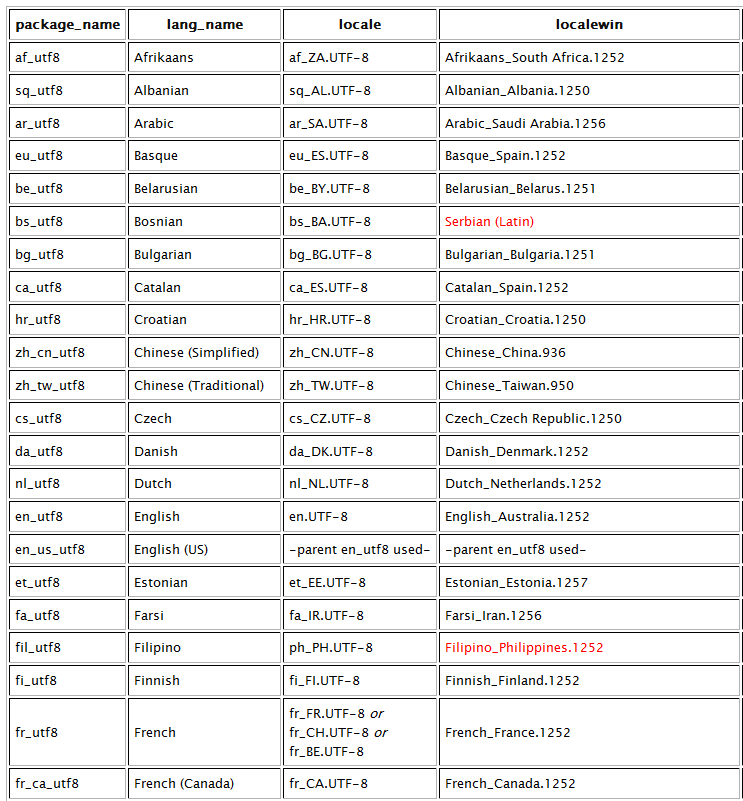 package_name lang_name locale localewin
af_utf8 Afrikaans af_ZA.UTF-8 Afrikaans_South Africa.1252
sq_utf8 Albanian sq_AL.UTF-8 Albanian_Albania.1250
ar_utf8 Arabic ar_SA.UTF-8 Arabic_Saudi Arabia.1256
eu_utf8 Basque eu_ES.UTF-8 Basque_Spain.1252
be_utf8 Belarusian be_BY.UTF-8 Belarusian_Belarus.1251
bs_utf8 Bosnian bs_BA.UTF-8 Serbian (Latin)
bg_utf8 Bulgarian bg_BG.UTF-8 Bulgarian_Bulgaria.1251
ca_utf8 Catalan ca_ES.UTF-8 Catalan_Spain.1252
hr_utf8 Croatian hr_HR.UTF-8 Croatian_Croatia.1250
zh_cn_utf8 Chinese (Simplified) zh_CN.UTF-8 Chinese_China.936
zh_tw_utf8 Chinese (Traditional) zh_TW.UTF-8 Chinese_Taiwan.950
cs_utf8 Czech cs_CZ.UTF-8 Czech_Czech Republic.1250
da_utf8 Danish da_DK.UTF-8 Danish_Denmark.1252
nl_utf8 Dutch nl_NL.UTF-8 Dutch_Netherlands.1252
en_utf8 English en.UTF-8 English_Australia.1252
en_us_utf8 English (US) -parent en_utf8 used- -parent en_utf8 used-
et_utf8 Estonian et_EE.UTF-8 Estonian_Estonia.1257
fa_utf8 Farsi fa_IR.UTF-8 Farsi_Iran.1256
fil_utf8 Filipino ph_PH.UTF-8 Filipino_Philippines.1252
fi_utf8 Finnish fi_FI.UTF-8 Finnish_Finland.1252
fr_utf8 French fr_FR.UTF-8 or
fr_CH.UTF-8 or
fr_BE.UTF-8 French_France.1252
fr_ca_utf8 French (Canada) fr_CA.UTF-8 French_Canada.1252